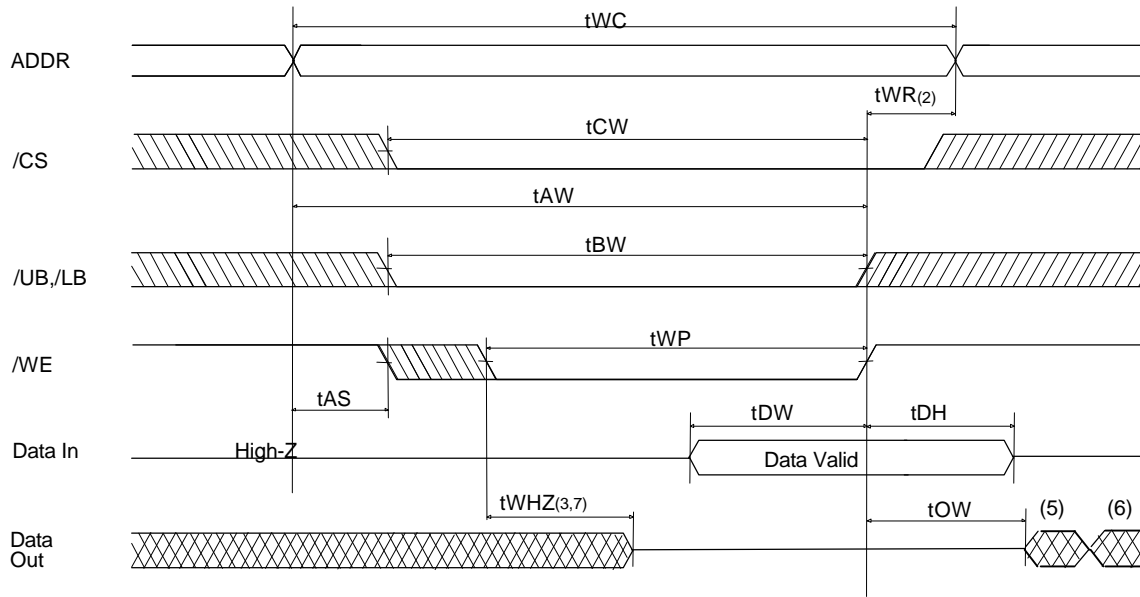 tWC
ADDR
tWR(2)
tCW
/CS
tAW
tBW
/UB,/LB
tWP
/WE
tAS
tDW
tDH
Data In
High-Z
Data Valid
tWHZ(3,7)
tOW
(5)
(6)
Data
Out